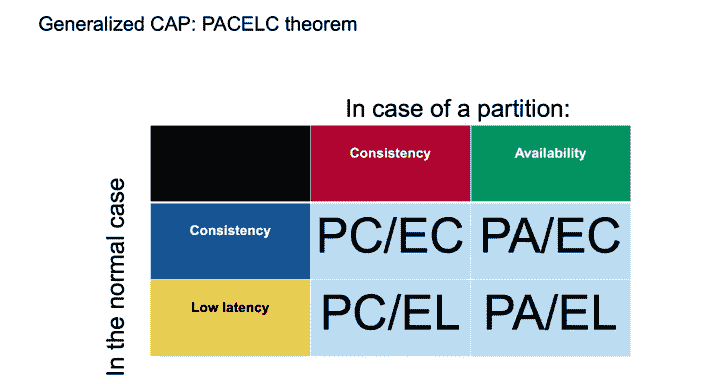 Generalized CAP: PACELC theorem
In case of a partition:
Consistency Availability
In the normal case
Consistency PC/EC PA/EC
Low latency PC/EL PA/EL